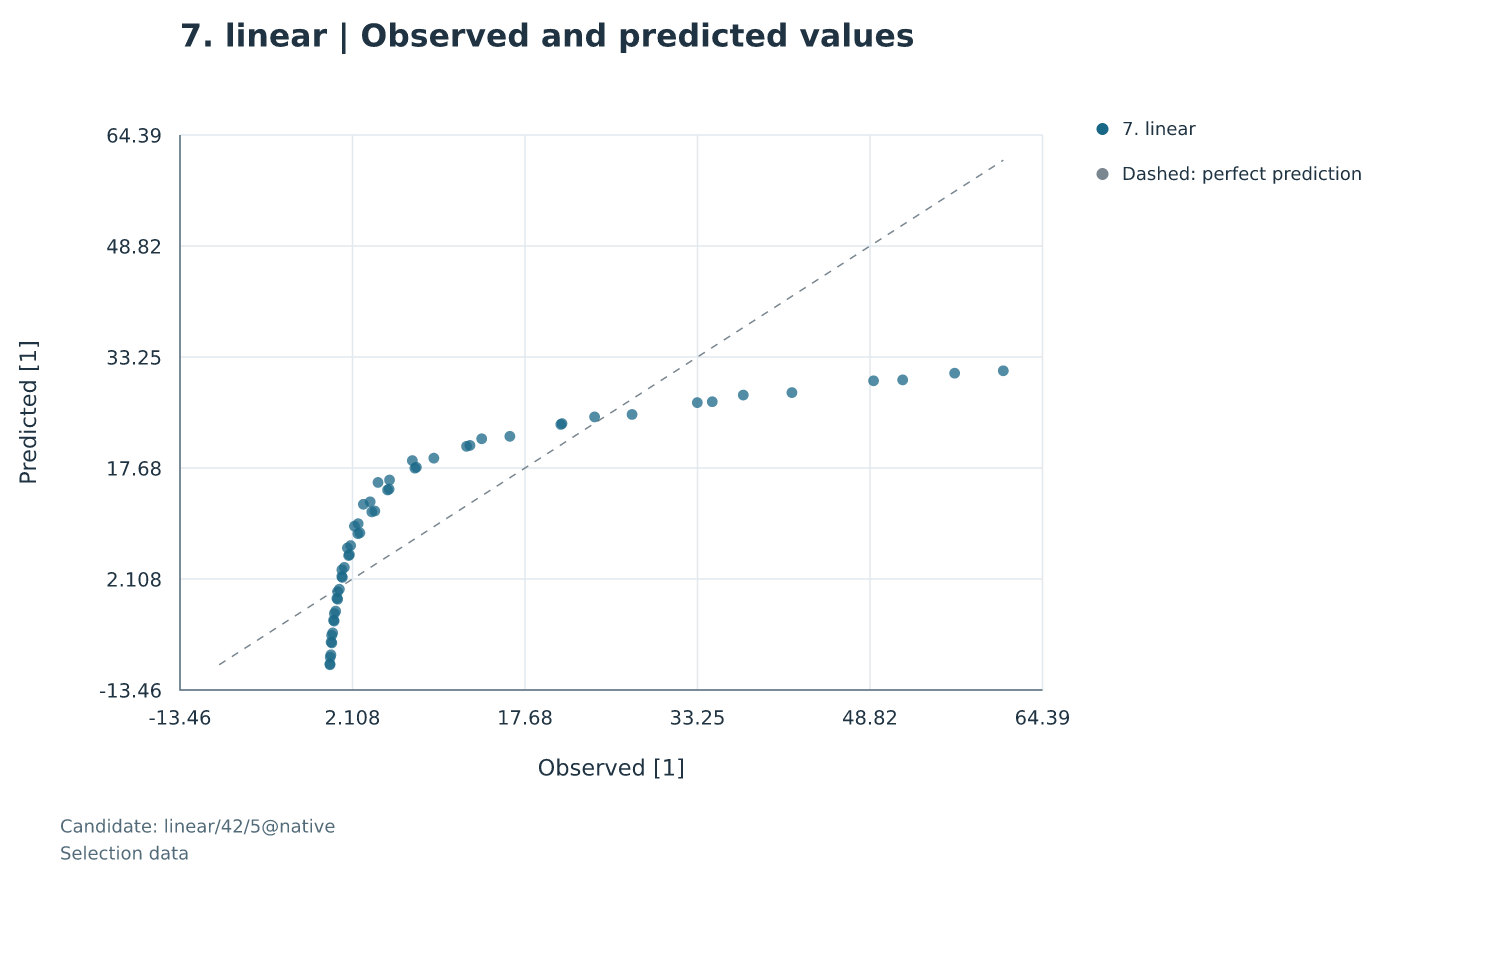 7. linear | Observed and predicted values
7. linear
Dashed: perfect prediction
64.39
48.82
33.25
17.68
2.108
-13.46
Predicted [1]
-13.46
2.108
17.68
33.25
48.82
64.39
Observed [1]
Candidate: linear/42/5@native
Selection data